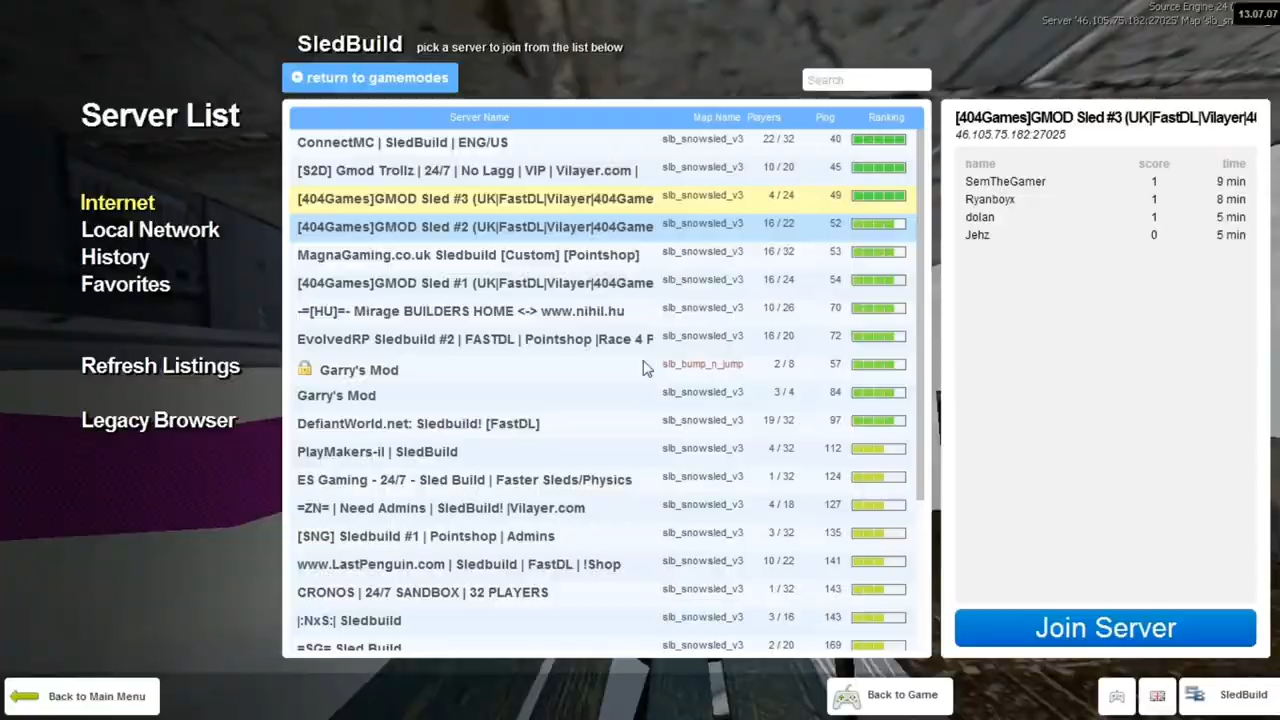 Source Engine 24
13.07.07
Server '46.105.75.182:27025' Map 'slb_sn
SledBuild pick a server to join from the list below
return to gamemodes
Search
Server List
Internet
Local Network
History
Favorites
Refresh Listings
Legacy Browser
Server Name Map Name Players Ping Ranking
ConnectMC | SledBuild | ENG/US slb_snowsled_v3 22 / 32 40
[S2D] Gmod Trollz | 24/7 | No Lagg | VIP | Vilayer.com | slb_snowsled_v3 10 / 20 45
[404Games]GMOD Sled #3 (UK|FastDL|Vilayer|404Game slb_snowsled_v3 4 / 24 49
[404Games]GMOD Sled #2 (UK|FastDL|Vilayer|404Game slb_snowsled_v3 16 / 22 52
MagnaGaming.co.uk Sledbuild [Custom] [Pointshop] slb_snowsled_v3 16 / 32 53
[404Games]GMOD Sled #1 (UK|FastDL|Vilayer|404Game slb_snowsled_v3 16 / 24 54
-=[HU]=- Mirage BUILDERS HOME <-> www.nihil.hu slb_snowsled_v3 10 / 26 70
EvolvedRP Sledbuild #2 | FASTDL | Pointshop |Race 4 F slb_snowsled_v3 16 / 20 72
Garry's Mod slb_bump_n_jump 2 / 8 57
Garry's Mod slb_snowsled_v3 3 / 4 84
DefiantWorld.net: Sledbuild! [FastDL] slb_snowsled_v3 19 / 32 97
PlayMakers-il | SledBuild slb_snowsled_v3 4 / 32 112
ES Gaming - 24/7 - Sled Build | Faster Sleds/Physics slb_snowsled_v3 1 / 32 124
=ZN= | Need Admins | SledBuild! |Vilayer.com slb_snowsled_v3 4 / 18 127
[SNG] Sledbuild #1 | Pointshop | Admins slb_snowsled_v3 3 / 32 135
www.LastPenguin.com | Sledbuild | FastDL | !Shop slb_snowsled_v3 10 / 22 141
CRONOS | 24/7 SANDBOX | 32 PLAYERS slb_snowsled_v3 1 / 32 143
|:NxS:| Sledbuild slb_snowsled_v3 3 / 16 143
=SG= Sled Build slb_snowsled_v3 2 / 20 169
[404Games]GMOD Sled #3 (UK|FastDL|Vilayer|4
46.105.75.182:27025
name score time
SemTheGamer 1 9 min
Ryanboyx 1 8 min
dolan 1 5 min
Jehz 0 5 min
Join Server
Back to Main Menu
Back to Game
SledBuild